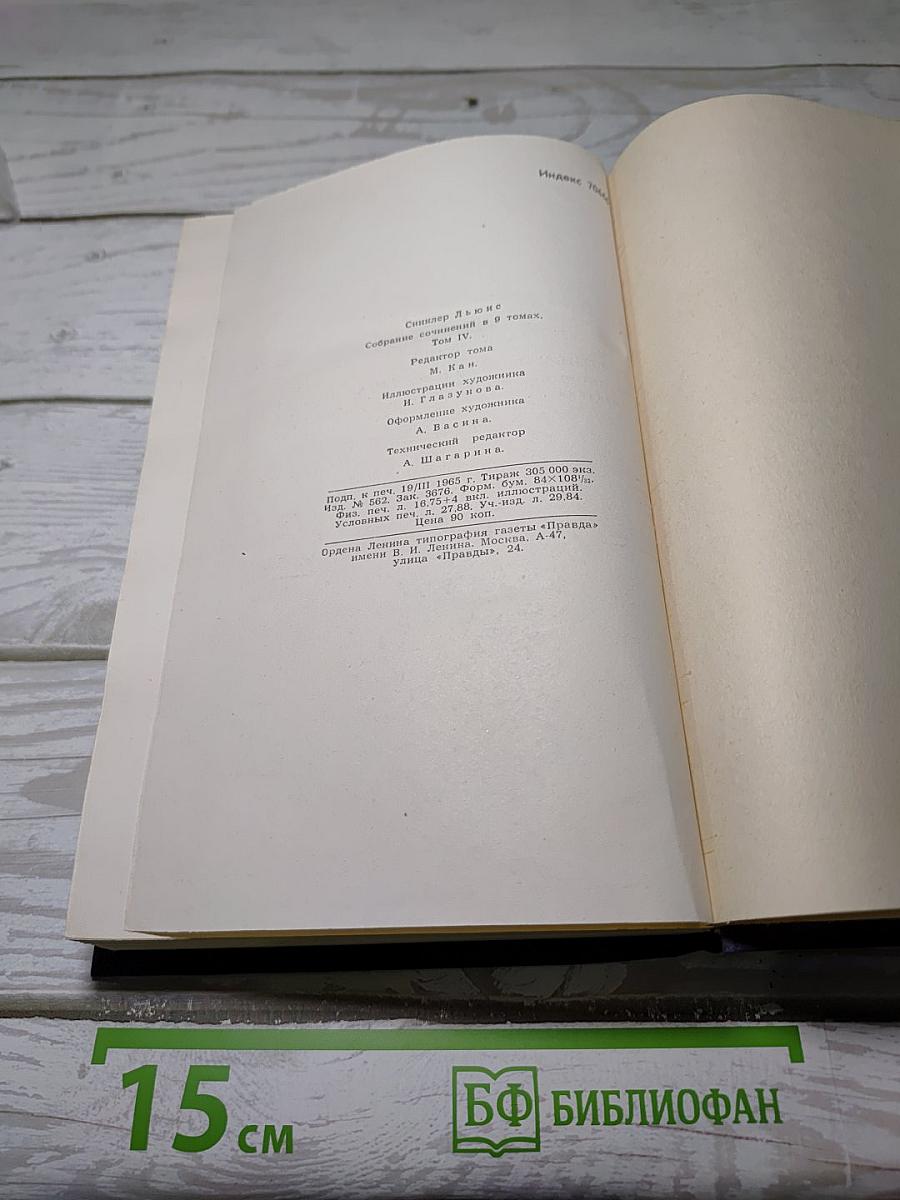 Индекс
Синклер Льюис
Собрание сочинений в 9 томах.
Том IV.
Редактор тома
М. Кан.
Иллюстрации художника
И. Глазунова.
Оформление художника
А. Васина.
Технический редактор
А. Шагарина.
Подп. к печ. 19/III 1965 г. Тираж 305 000 экз.
Изд. № 562. Зак. 3676. Форм. бум. 84×108¹/₃₂.
Физ. печ. л. 16,75+4 вкл. иллюстраций.
Условных печ. л. 27,88. Уч.-изд. л. 29,84.
Цена 90 коп.
Ордена Ленина типография газеты «Правда»
имени В. И. Ленина. Москва, А-47,
улица «Правды», 24.
15 см
БФ БИБЛИОФАН